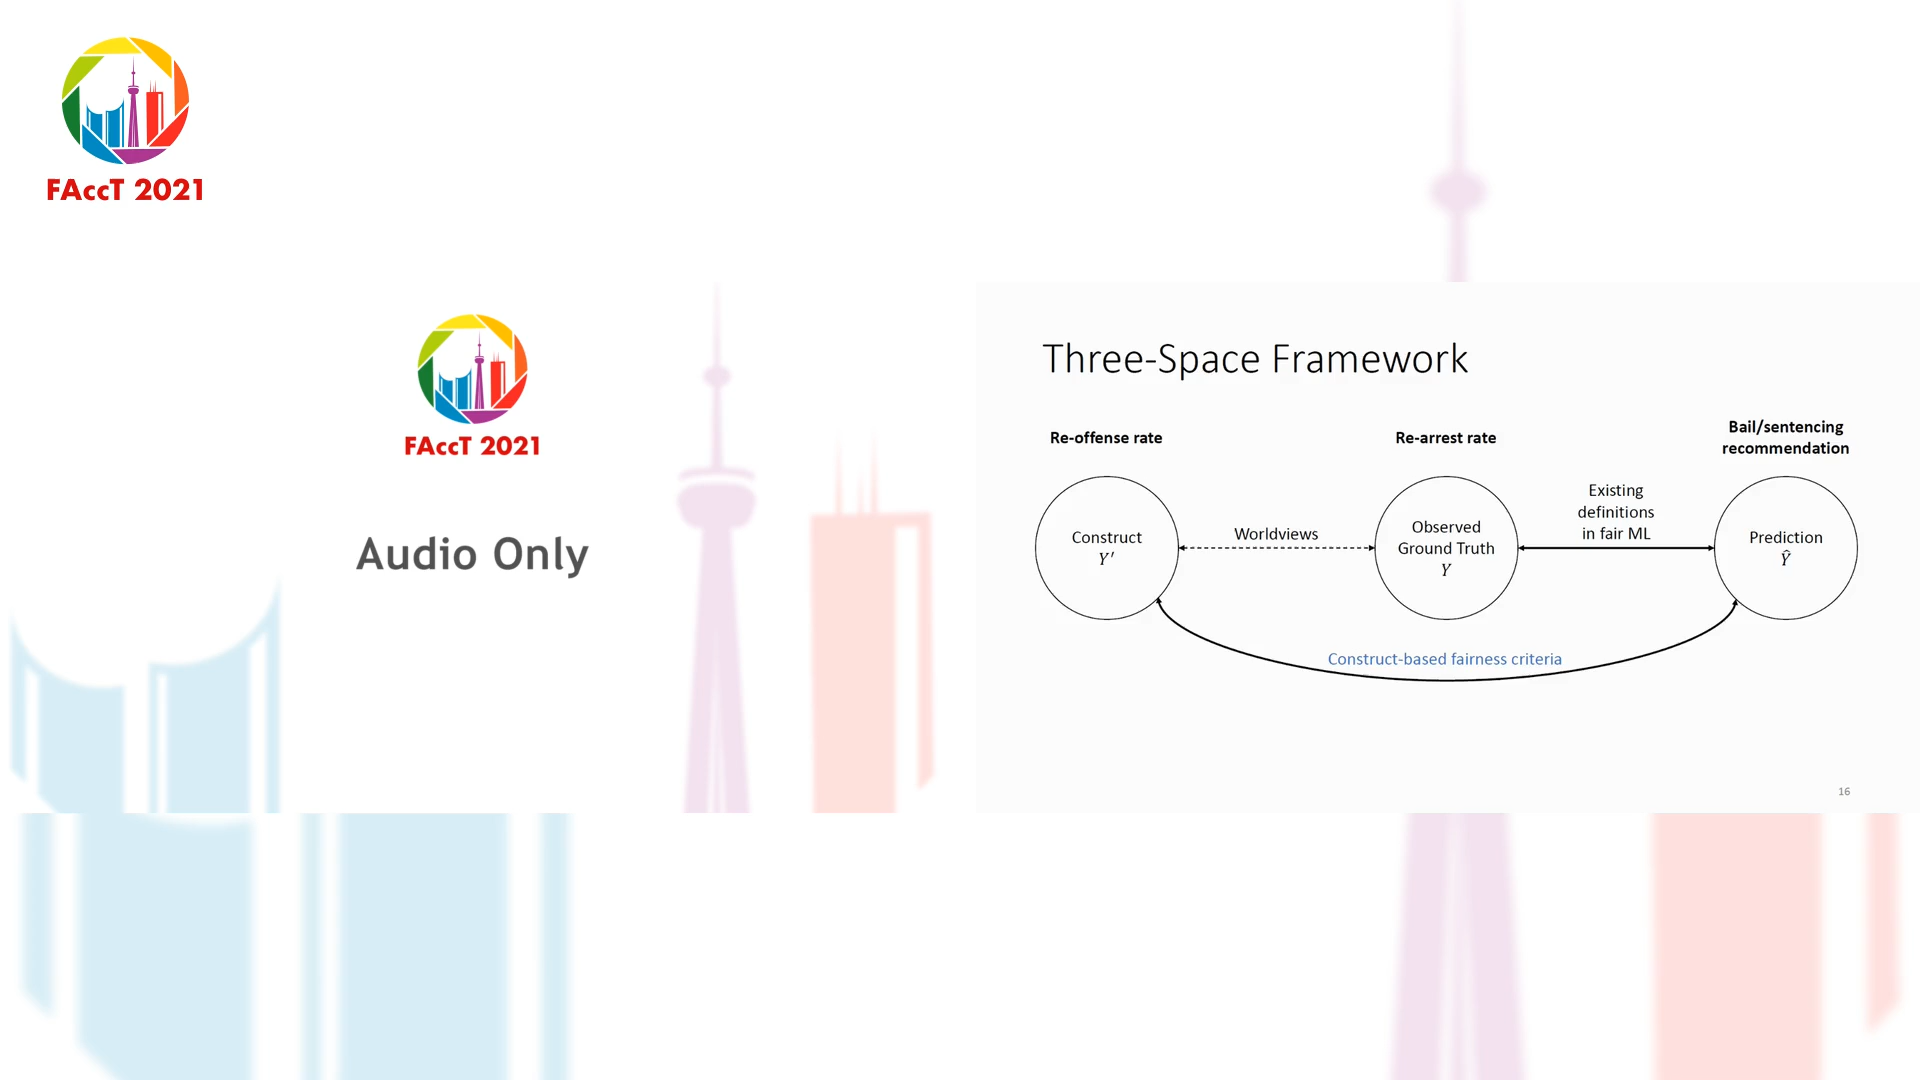 FAccT 2021
FAccT 2021
Audio Only
Three-Space Framework
Re-offense rate
Re-arrest rate
Bail/sentencing
recommendation
Construct
Y′
Worldviews
Observed
Ground Truth
Y
Existing
definitions
in fair ML
Prediction
Ŷ
Construct-based fairness criteria
16